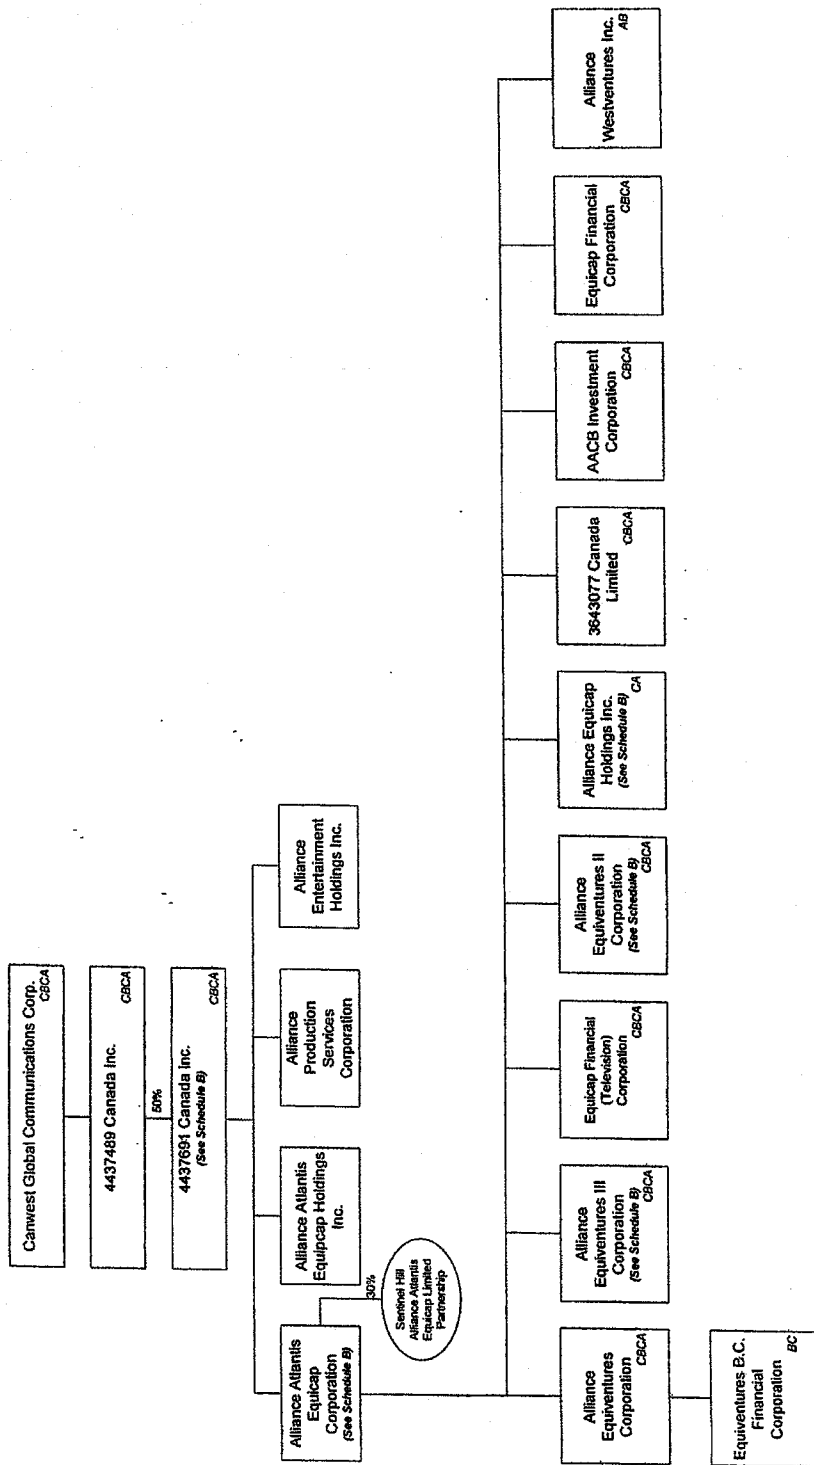 Canwest Global Communications Corp.
CBCA
4437489 Canada Inc.
CBCA
50%
4437691 Canada Inc.
(See Schedule B)
CBCA
Alliance Atlantis
Equicap
Corporation
(See Schedule B)
Alliance Atlantis
Equipcap Holdings
Inc.
Alliance
Production
Services
Corporation
Alliance
Entertainment
Holdings Inc.
30%
Sentinel Hill
Alliance Atlantis
Equicap Limited
Partnership
Alliance
Equiventures
Corporation
CBCA
Alliance
Equiventures III
Corporation
(See Schedule B)
CBCA
Equicap Financial
(Television)
Corporation
CBCA
Alliance
Equiventures II
Corporation
(See Schedule B)
CBCA
Alliance Equicap
Holdings Inc.
(See Schedule B)
CA
3643077 Canada
Limited
CBCA
AACB Investment
Corporation
CBCA
Equicap Financial
Corporation
CBCA
Alliance
Westventures Inc.
AB
Equiventures B.C.
Financial
Corporation
BC